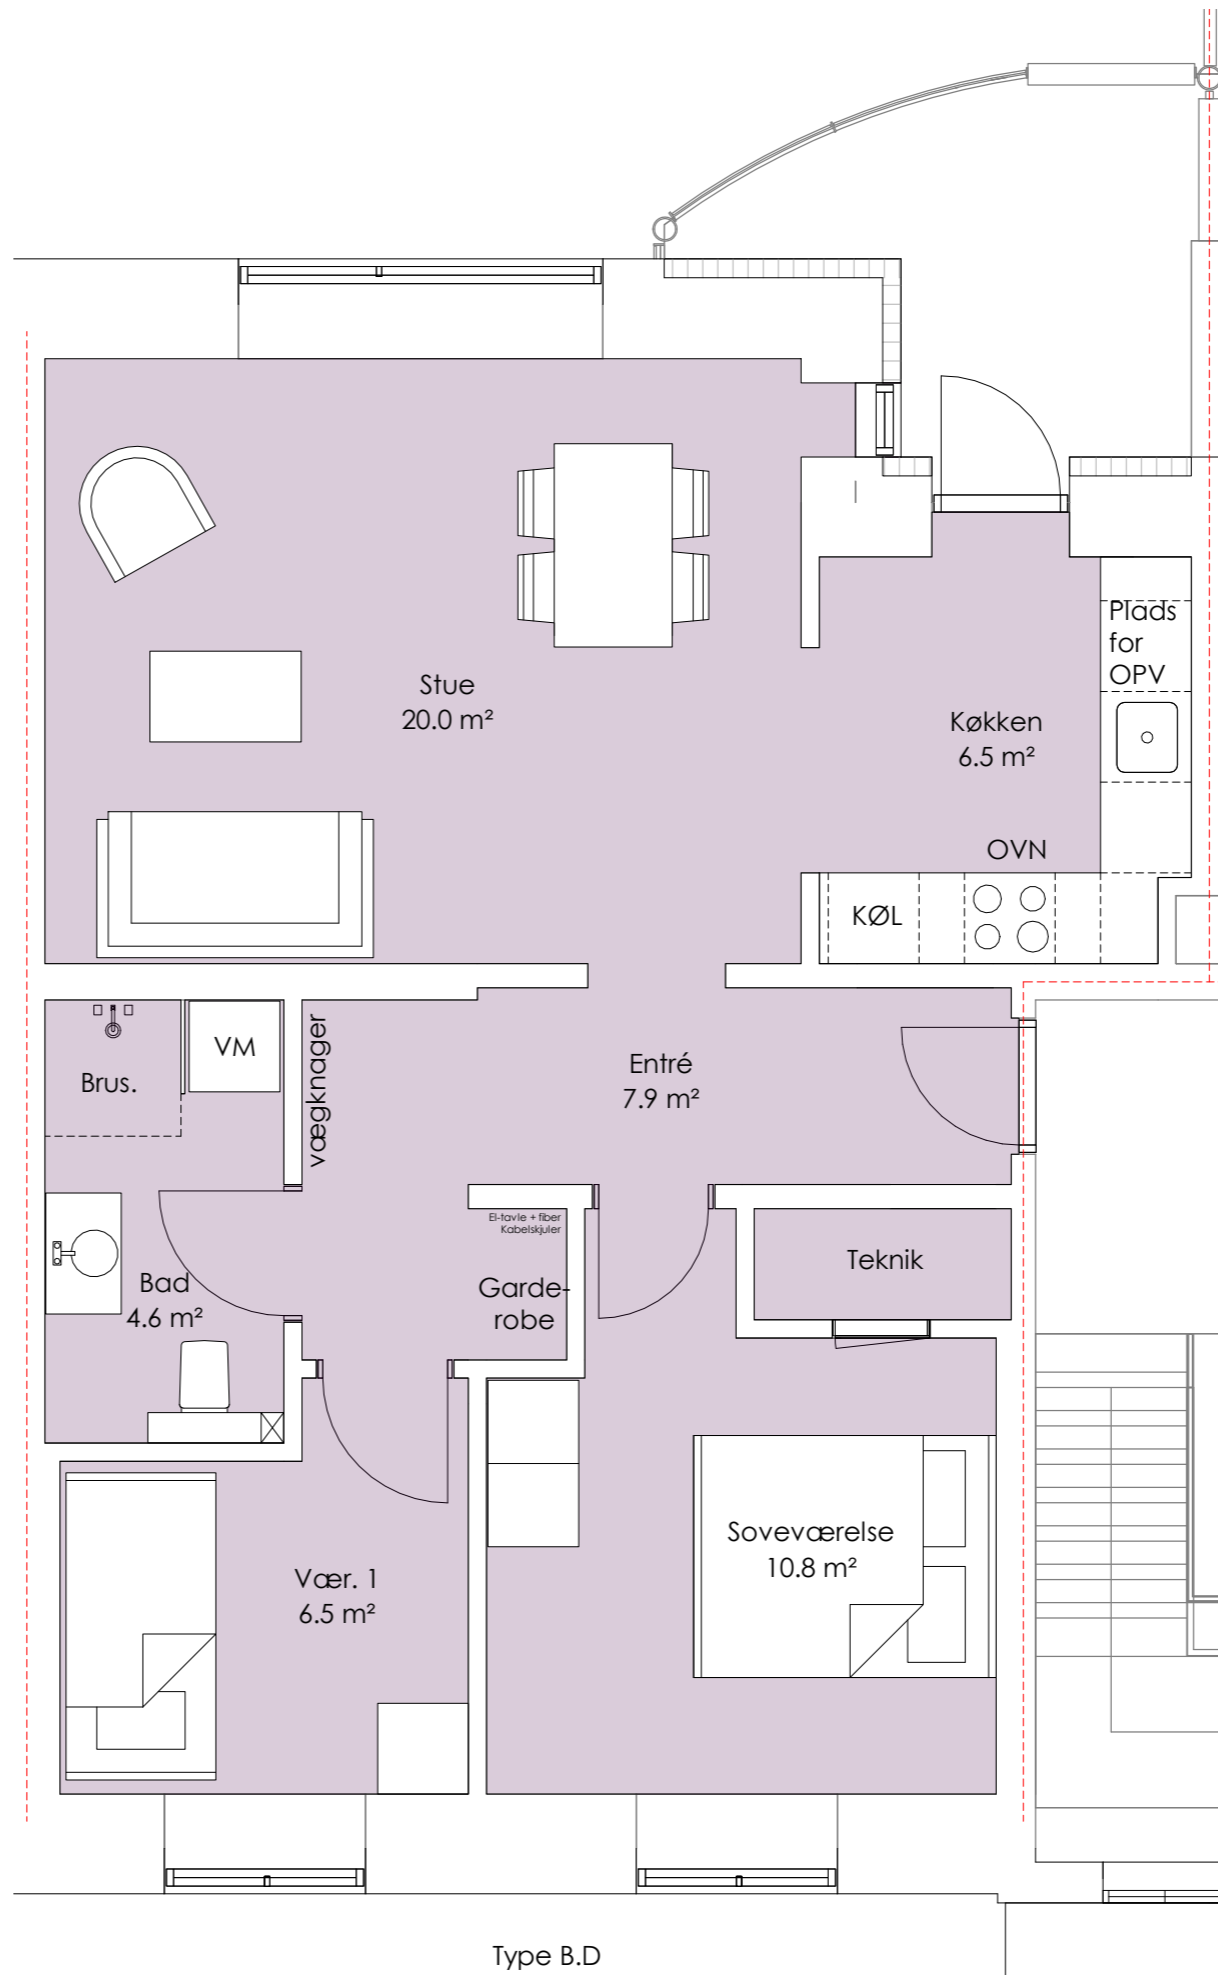 Plads
for
OPV
Stue
20.0 m²
Køkken
6.5 m²
OVN
KØL
VM
Brus.
vægknager
Entré
7.9 m²
El-tavle + fiber
Kabelskjuler
Garde-
robe
Teknik
Bad
4.6 m²
Soveværelse
10.8 m²
Vær. 1
6.5 m²
Type B.D